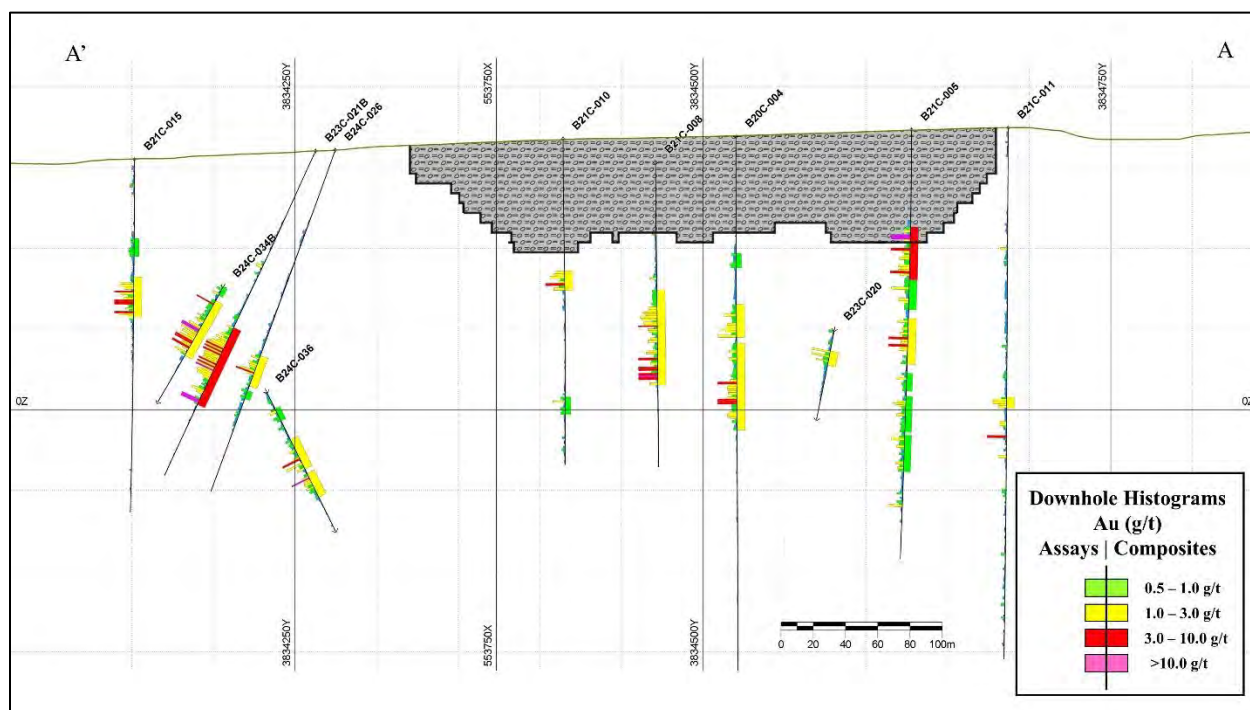 A’
A
3834250Y
553750X
3834500Y
3834750Y
B21C-015
B23C-021B
B24C-026
B21C-010
B21C-008
B20C-004
B21C-005
B21C-011
B24C-034B
B24C-036
B23C-020
0Z
0Z
3834250Y
553750X
3834500Y
0 20 40 60 80 100m
Downhole Histograms
Au (g/t)
Assays | Composites
0.5 – 1.0 g/t
1.0 – 3.0 g/t
3.0 – 10.0 g/t
>10.0 g/t